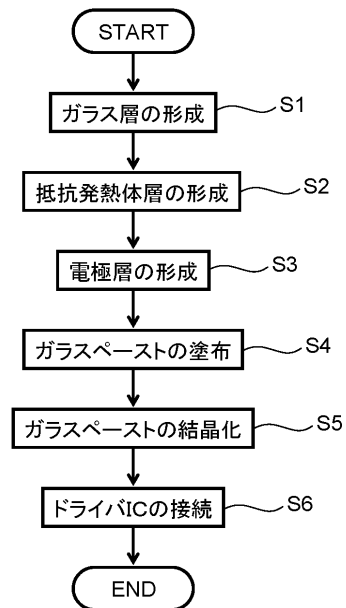 START
ガラス層の形成 S1
抵抗発熱体層の形成 S2
電極層の形成 S3
ガラスペーストの塗布 S4
ガラスペーストの結晶化 S5
ドライバICの接続 S6
END